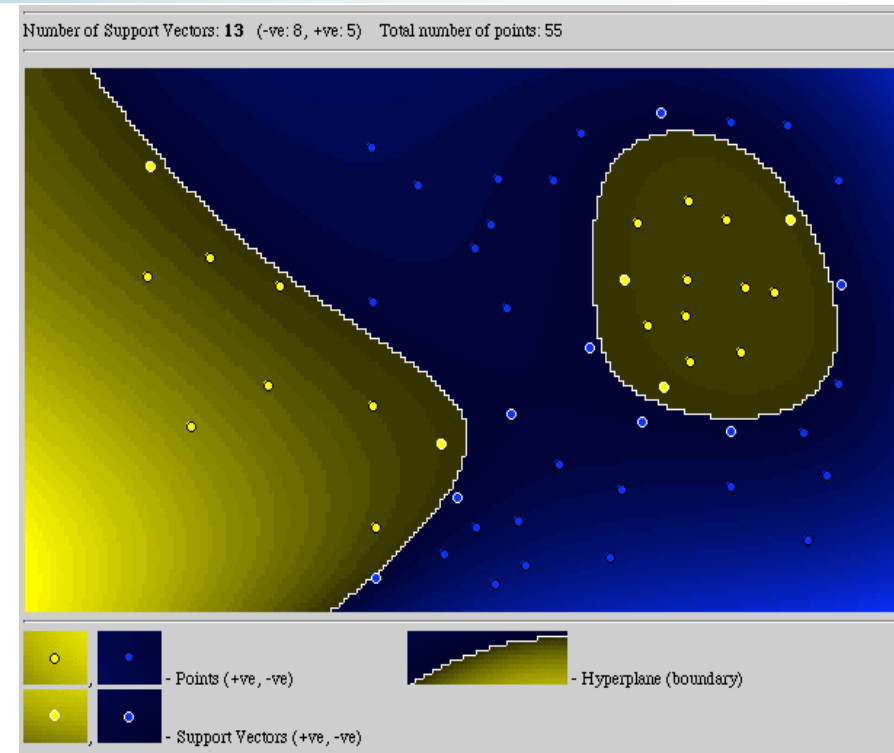 Number of Support Vectors: 13 (-ve: 8, +ve: 5) Total number of points: 55
, - Points (+ve, -ve) - Hyperplane (boundary)
, - Support Vectors (+ve, -ve)